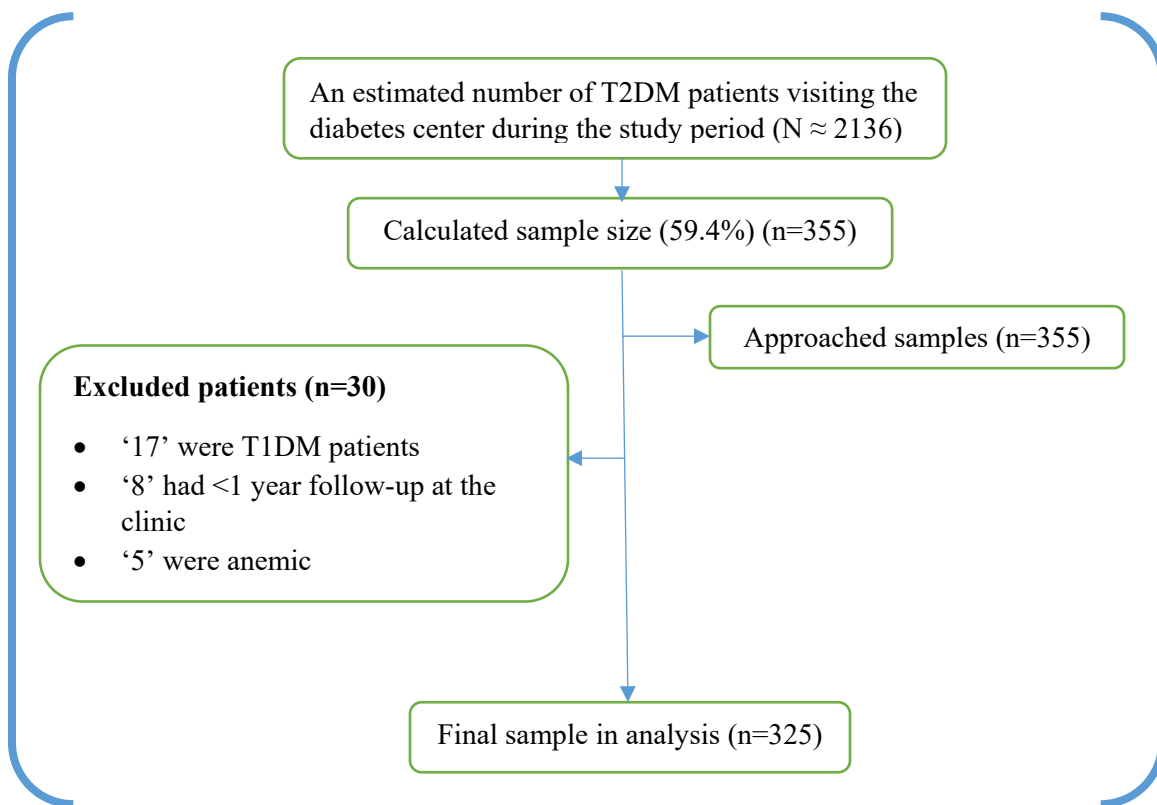 An estimated number of T2DM patients visiting the
diabetes center during the study period (N ≈ 2136)
Calculated sample size (59.4%) (n=355)
Approached samples (n=355)
Excluded patients (n=30)
• ‘17’ were T1DM patients
• ‘8’ had <1 year follow-up at the
clinic
• ‘5’ were anemic
Final sample in analysis (n=325)